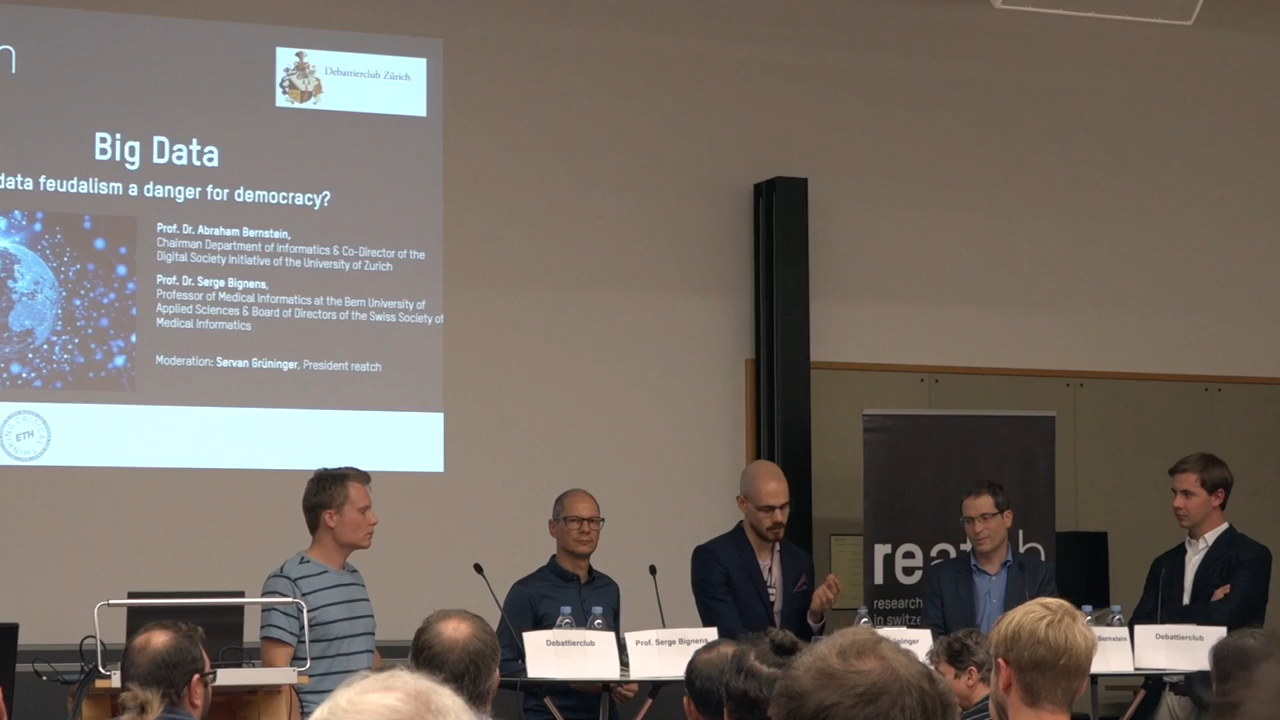 Debattierclub Zürich
Big Data
data feudalism a danger for democracy?
Prof. Dr. Abraham Bernstein,
Chairman Department of Informatics & Co-Director of the
Digital Society Initiative of the University of Zurich
Prof. Dr. Serge Bignens,
Professor of Medical Informatics at the Bern University of
Applied Sciences & Board of Directors of the Swiss Society of
Medical Informatics
Moderation: Servan Grüninger, President reatch
CRITICAL THINKING
ETH
research
in switze
Debattierclub
Prof. Serge Bignens
Bernstein
Debattierclub